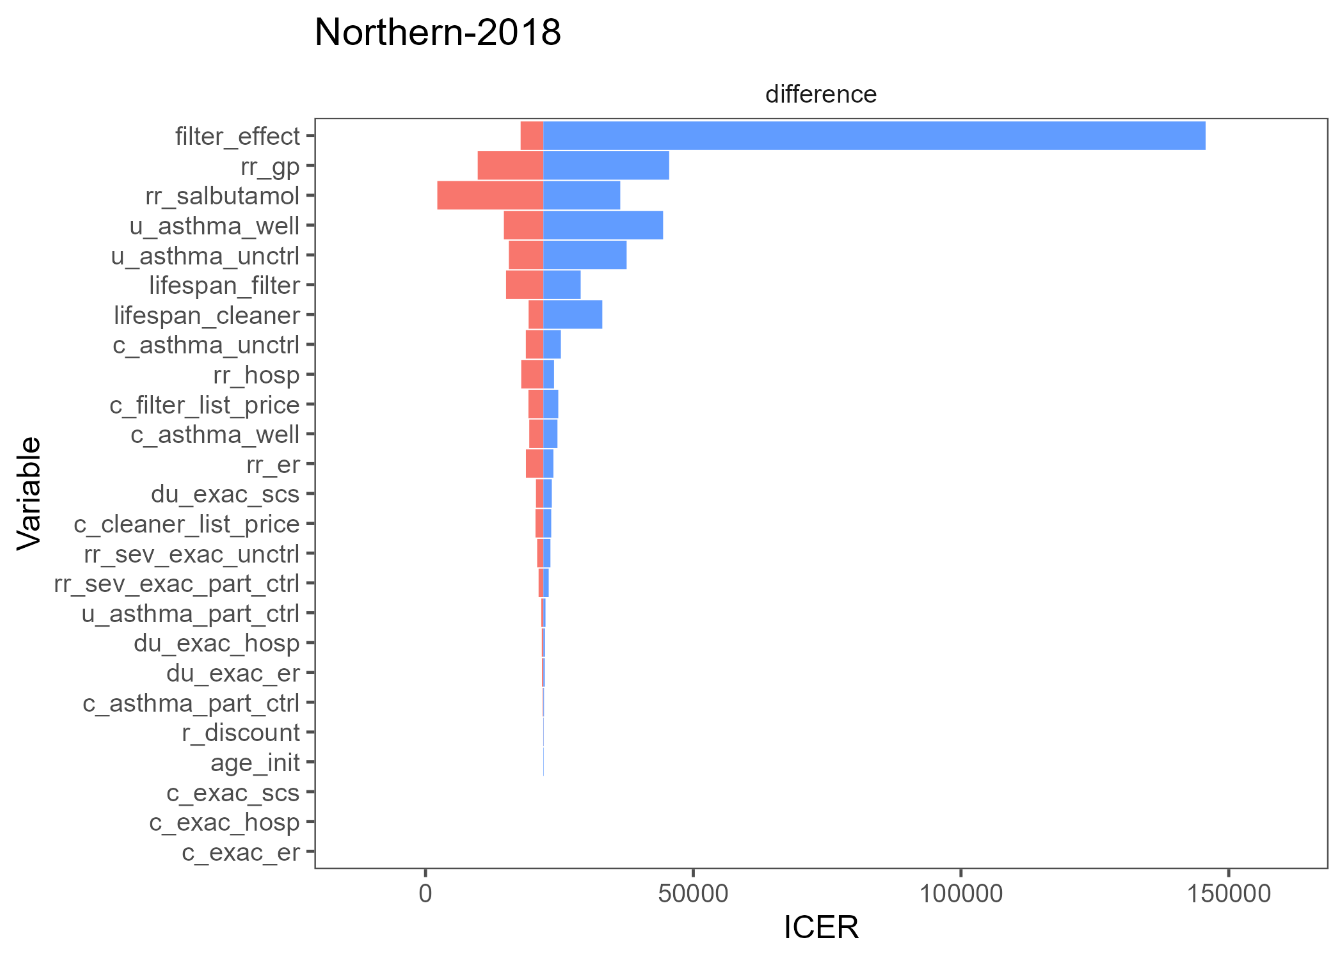 Northern-2018
difference
Variable
filter_effect
rr_gp
rr_salbutamol
u_asthma_well
u_asthma_unctrl
lifespan_filter
lifespan_cleaner
c_asthma_unctrl
rr_hosp
c_filter_list_price
c_asthma_well
rr_er
du_exac_scs
c_cleaner_list_price
rr_sev_exac_unctrl
rr_sev_exac_part_ctrl
u_asthma_part_ctrl
du_exac_hosp
du_exac_er
c_asthma_part_ctrl
r_discount
age_init
c_exac_scs
c_exac_hosp
c_exac_er
0 50000 100000 150000
ICER